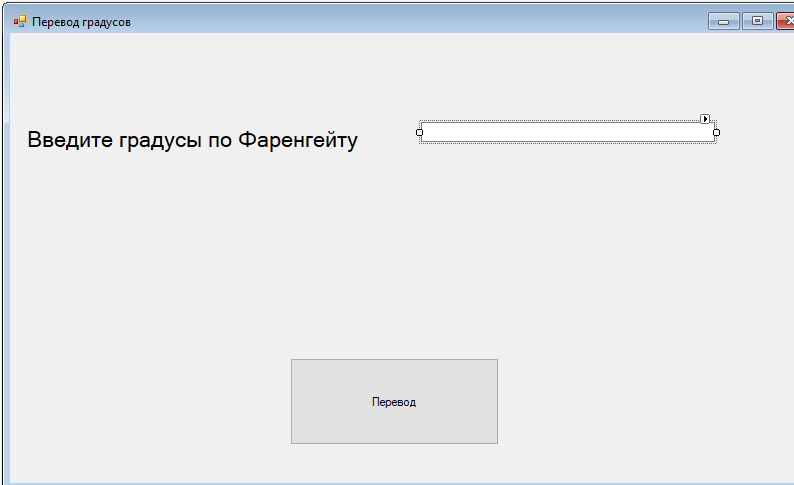 Перевод градусов
Введите градусы по Фаренгейту
Перевод